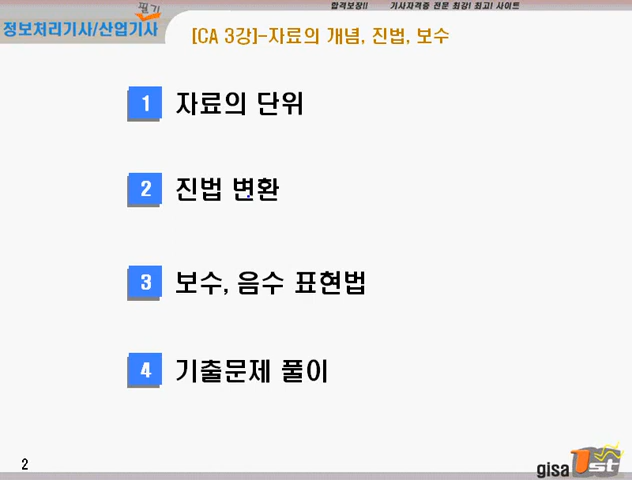 합격보장!! 기사자격증 전문 최강! 최고! 사이트
필기
정보처리기사/산업기사
[CA 3강]-자료의 개념, 진법, 보수
1 자료의 단위
2 진법 변환
3 보수, 음수 표현법
4 기출문제 풀이
2
gisa 1st